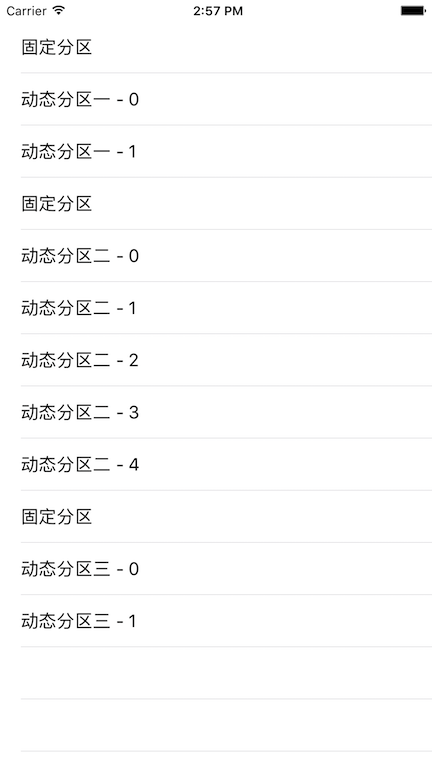 Carrier 2:57 PM
固定分区
动态分区一 - 0
动态分区一 - 1
固定分区
动态分区二 - 0
动态分区二 - 1
动态分区二 - 2
动态分区二 - 3
动态分区二 - 4
固定分区
动态分区三 - 0
动态分区三 - 1